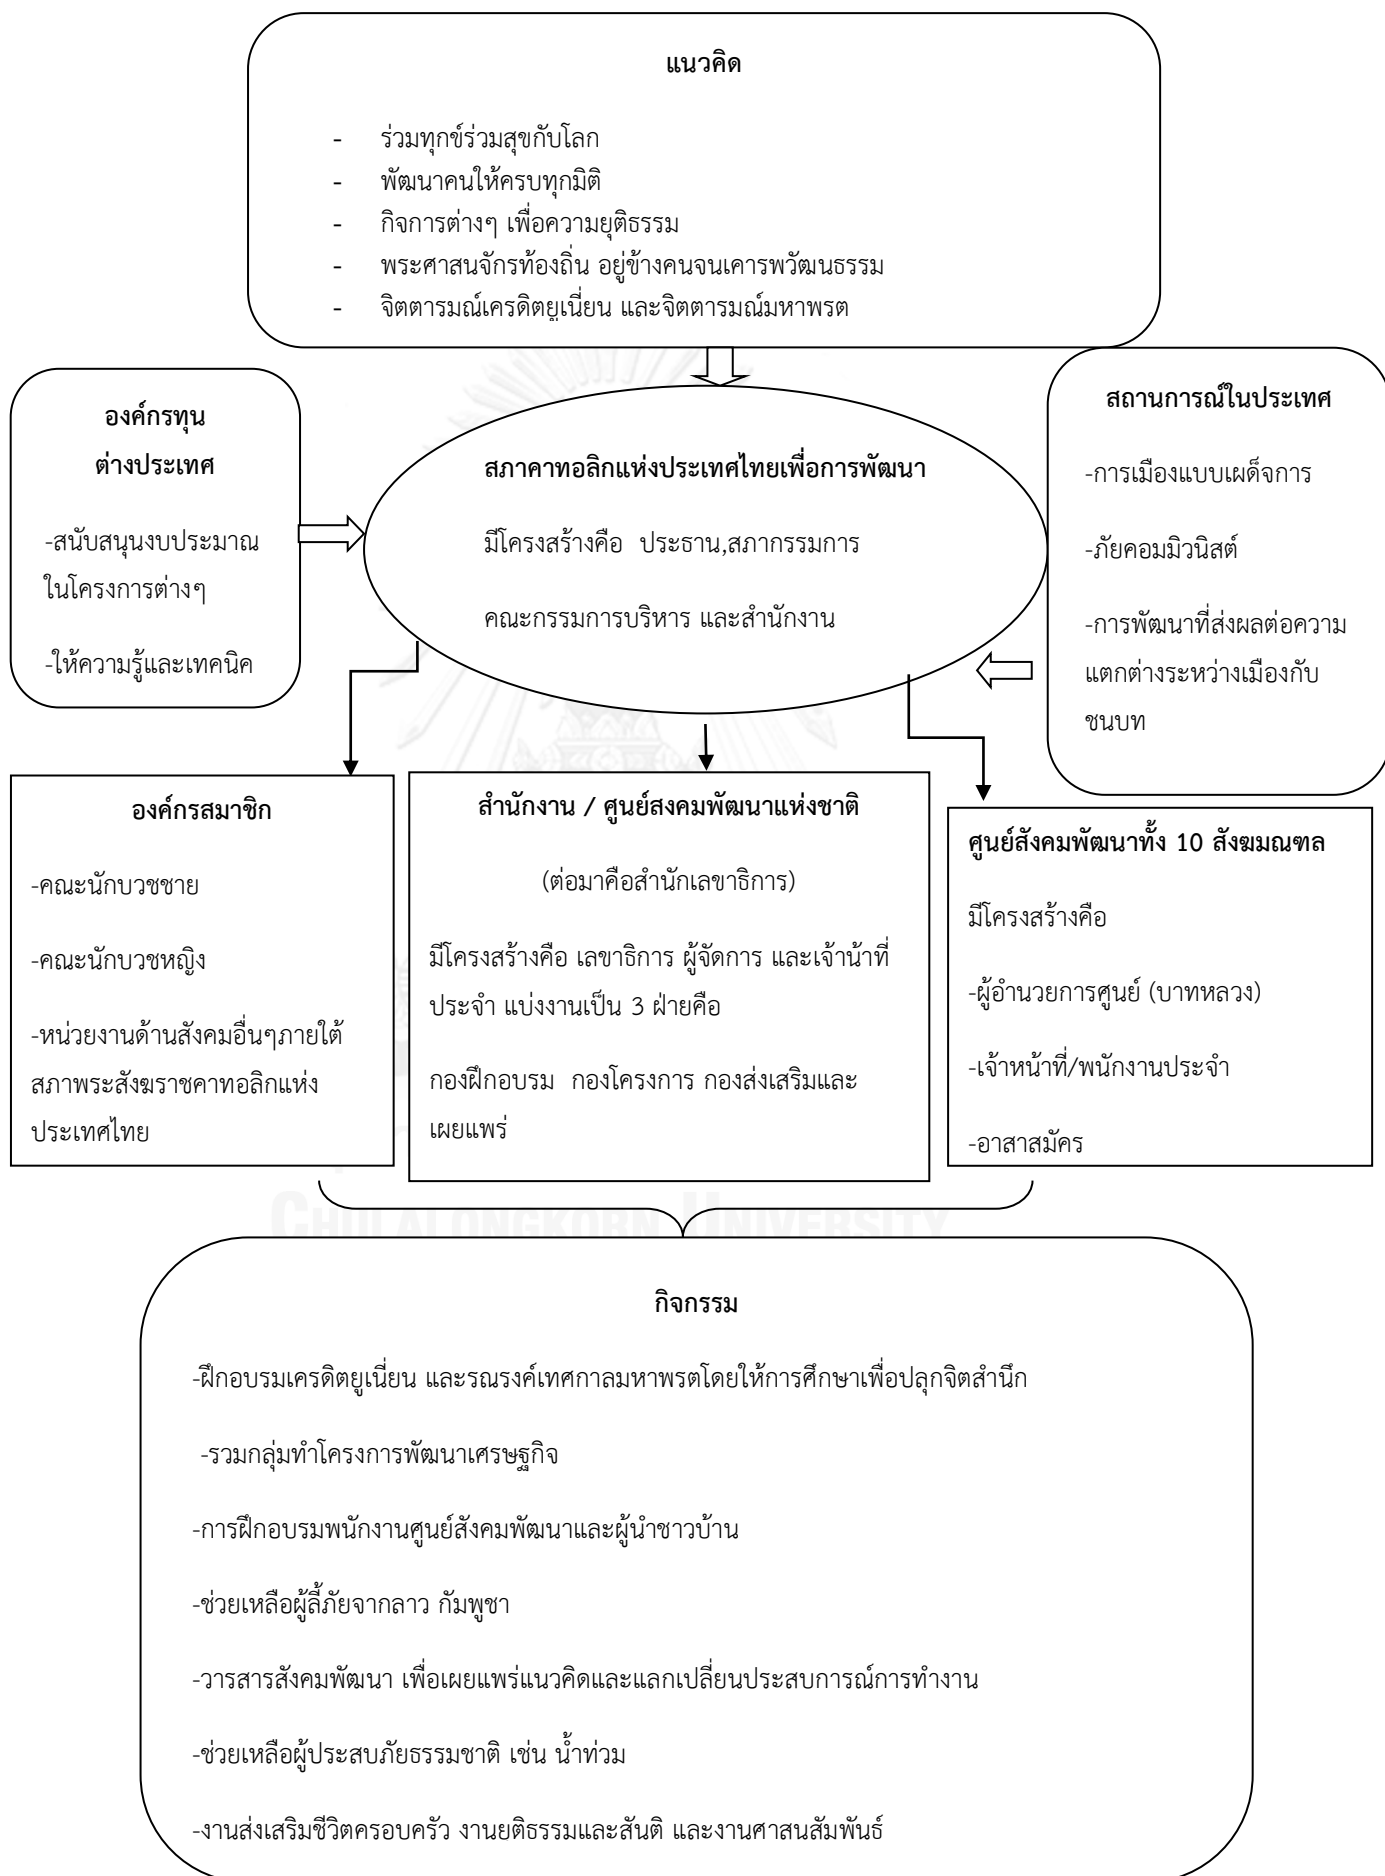 แนวคิด
- ร่วมทุกข์ร่วมสุขกับโลก
- พัฒนาคนให้ครบทุกมิติ
- กิจการต่างๆ เพื่อความยุติธรรม
- พระศาสนจักรท้องถิ่น อยู่ข้างคนจนเคารพวัฒนธรรม
- จิตตารมณ์เครดิตยูเนี่ยน และจิตตารมณ์มหาพรต
องค์กรทุน
ต่างประเทศ
-สนับสนุนงบประมาณ
ในโครงการต่างๆ
-ให้ความรู้และเทคนิค
สภาคาทอลิกแห่งประเทศไทยเพื่อการพัฒนา
มีโครงสร้างคือ ประธาน,สภากรรมการ
คณะกรรมการบริหาร และสำนักงาน
สถานการณ์ในประเทศ
-การเมืองแบบเผด็จการ
-ภัยคอมมิวนิสต์
-การพัฒนาที่ส่งผลต่อความ
แตกต่างระหว่างเมืองกับ
ชนบท
องค์กรสมาชิก
-คณะนักบวชชาย
-คณะนักบวชหญิง
-หน่วยงานด้านสังคมอื่นๆภายใต้
สภาพระสังฆราชคาทอลิกแห่ง
ประเทศไทย
สำนักงาน / ศูนย์สงคมพัฒนาแห่งชาติ
(ต่อมาคือสำนักเลขาธิการ)
มีโครงสร้างคือ เลขาธิการ ผู้จัดการ และเจ้าน้าที่
ประจำ แบ่งงานเป็น 3 ฝ่ายคือ
กองฝึกอบรม กองโครงการ กองส่งเสริมและ
เผยแพร่
ศูนย์สังคมพัฒนาทั้ง 10 สังฆมณฑล
มีโครงสร้างคือ
-ผู้อำนวยการศูนย์ (บาทหลวง)
-เจ้าหน้าที่/พนักงานประจำ
-อาสาสมัคร
CHULALONGKORN UNIVERSITY
กิจกรรม
-ฝึกอบรมเครดิตยูเนี่ยน และรณรงค์เทศกาลมหาพรตโดยให้การศึกษาเพื่อปลุกจิตสำนึก
-รวมกลุ่มทำโครงการพัฒนาเศรษฐกิจ
-การฝึกอบรมพนักงานศูนย์สังคมพัฒนาและผู้นำชาวบ้าน
-ช่วยเหลือผู้ลี้ภัยจากลาว กัมพูชา
-วารสารสังคมพัฒนา เพื่อเผยแพร่แนวคิดและแลกเปลี่ยนประสบการณ์การทำงาน
-ช่วยเหลือผู้ประสบภัยธรรมชาติ เช่น น้ำท่วม
-งานส่งเสริมชีวิตครอบครัว งานยติธรรมและสันติ และงานศาสนสัมพันธ์